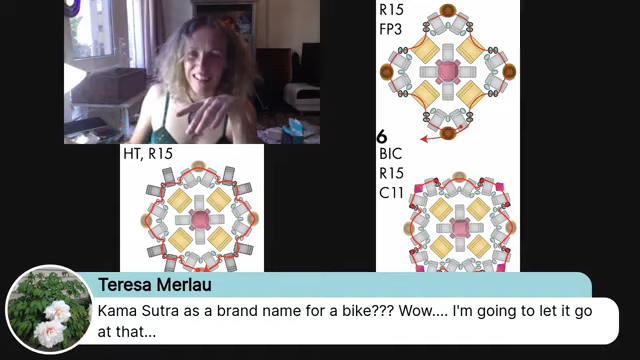 R15
FP3
6
BIC
R15
C11
HT, R15
Teresa Merlau
Kama Sutra as a brand name for a bike??? Wow.... I'm going to let it go
at that...